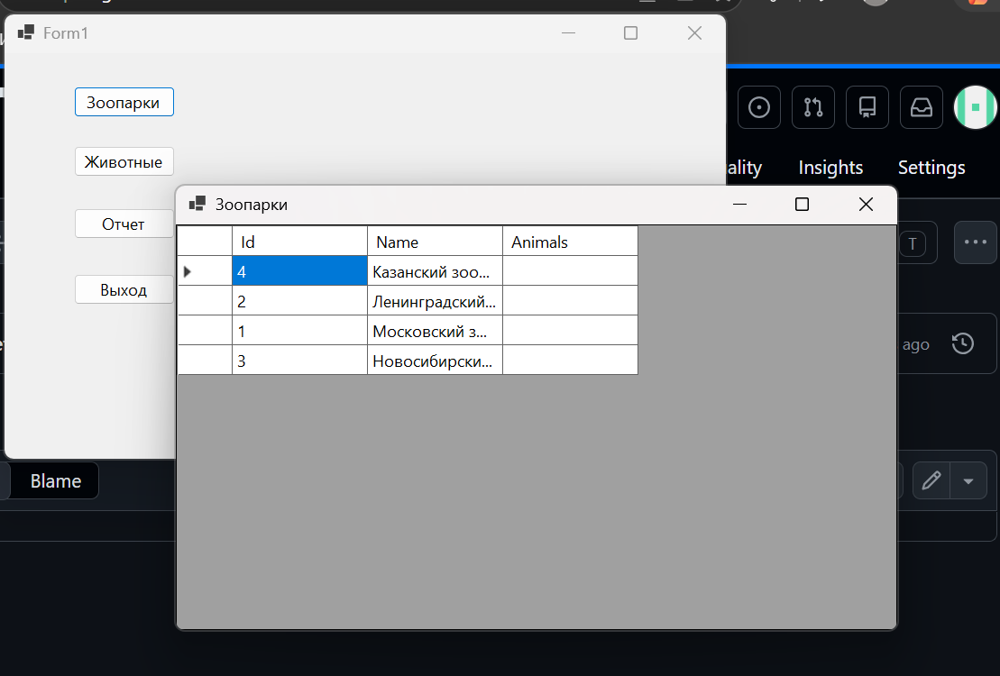 Form1
Зоопарки
Животные
Отчет
Выход
ality
Insights
Settings
Зоопарки
Id Name Animals
4 Казанский зоо...
2 Ленинградский...
1 Московский з...
3 Новосибирски...
T
ago
Blame